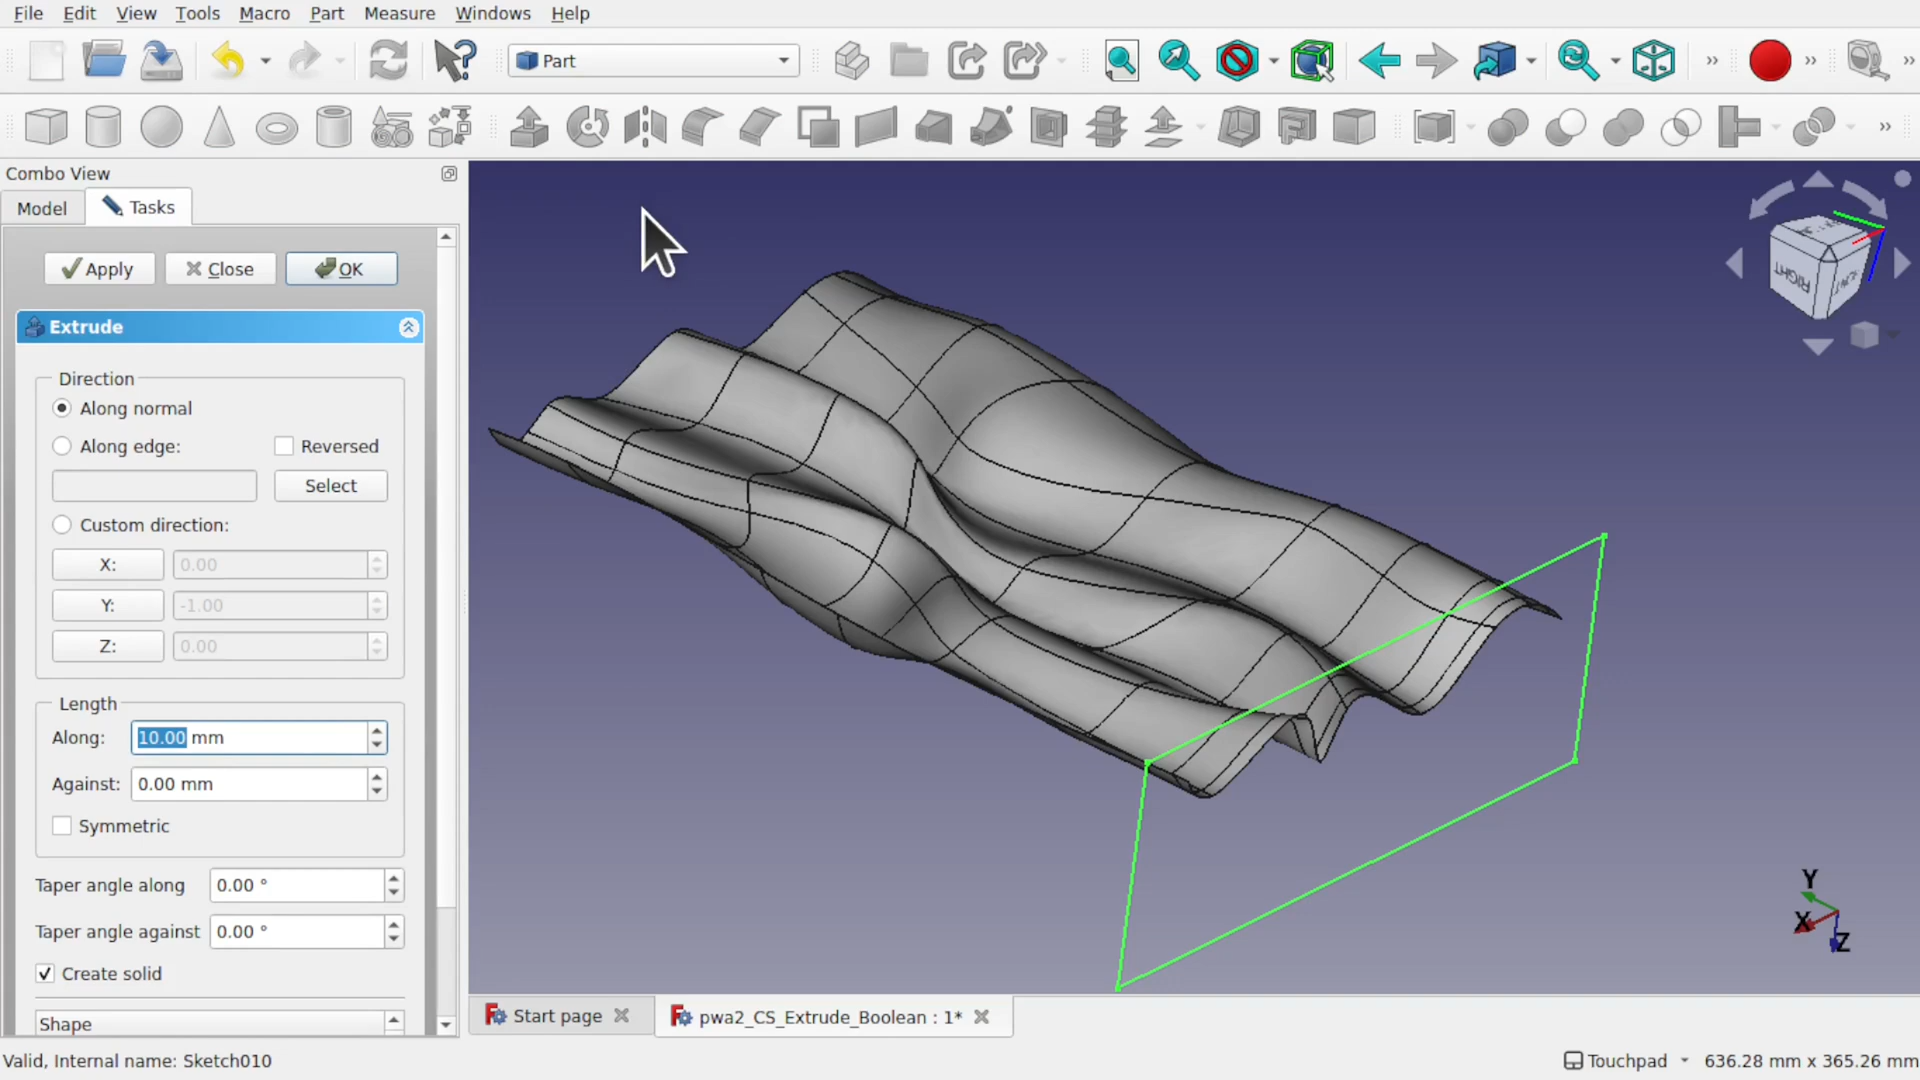 File Edit View Tools Macro Part Measure Windows Help
Part
Combo View
Model Tasks
Apply Close OK
Extrude
Direction
Along normal
Along edge: Reversed
Select
Custom direction:
X: 0.00
Y: -1.00
Z: 0.00
Length
Along: 10.00 mm
Against: 0.00 mm
Symmetric
Taper angle along 0.00 °
Taper angle against 0.00 °
Create solid
Shape
RIGHT
Y
X
Z
Start page pwa2_CS_Extrude_Boolean : 1*
Valid, Internal name: Sketch010
Touchpad 636.28 mm x 365.26 mm